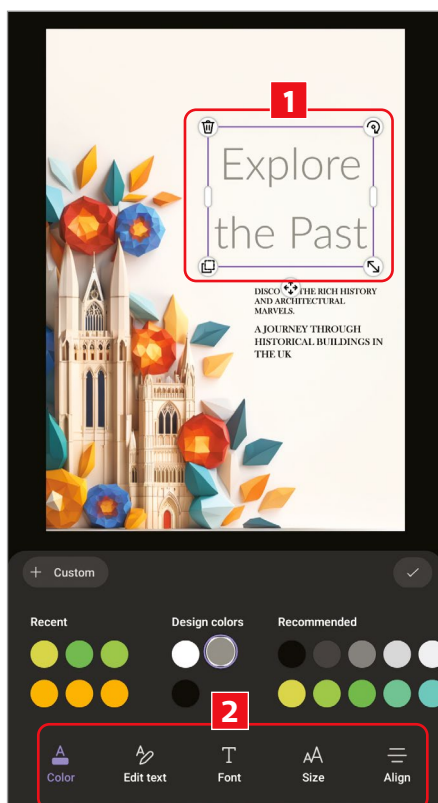 1
Explore
the Past
THE RICH HISTORY
AND ARCHITECTURAL
MARVELS.
A JOURNEY THROUGH
HISTORICAL BUILDINGS IN
THE UK
+ Custom
Recent
Design colors
Recommended
2
Color
Edit text
Font
Size
Align